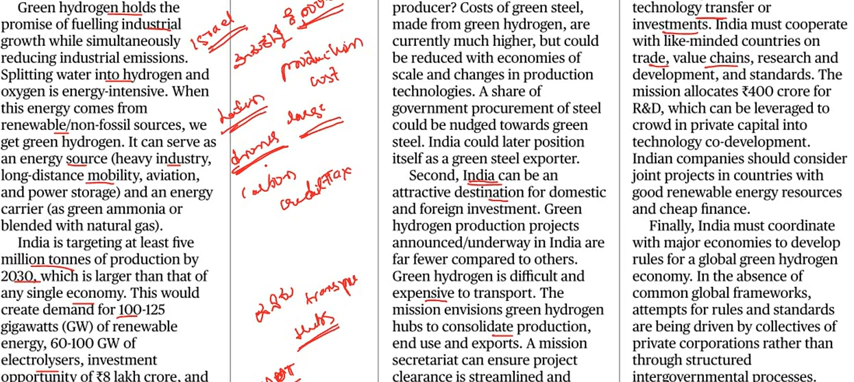 Green hydrogen holds the
promise of fuelling industrial
growth while simultaneously
reducing industrial emissions.
Splitting water into hydrogen and
oxygen is energy-intensive. When
this energy comes from
renewable/non-fossil sources, we
get green hydrogen. It can serve as
an energy source (heavy industry,
long-distance mobility, aviation,
and power storage) and an energy
carrier (as green ammonia or
blended with natural gas).
India is targeting at least five
million tonnes of production by
2030, which is larger than that of
any single economy. This would
create demand for 100-125
gigawatts (GW) of renewable
energy, 60-100 GW of
electrolysers, investment
opportunity of ₹8 lakh crore, and
Israel
production
cost
large
drones
carbon
credit Tax
transport
Hubs
producer? Costs of green steel,
made from green hydrogen, are
currently much higher, but could
be reduced with economies of
scale and changes in production
technologies. A share of
government procurement of steel
could be nudged towards green
steel. India could later position
itself as a green steel exporter.
Second, India can be an
attractive destination for domestic
and foreign investment. Green
hydrogen production projects
announced/underway in India are
far fewer compared to others.
Green hydrogen is difficult and
expensive to transport. The
mission envisions green hydrogen
hubs to consolidate production,
end use and exports. A mission
secretariat can ensure project
clearance is streamlined and
technology transfer or
investments. India must cooperate
with like-minded countries on
trade, value chains, research and
development, and standards. The
mission allocates ₹400 crore for
R&D, which can be leveraged to
crowd in private capital into
technology co-development.
Indian companies should consider
joint projects in countries with
good renewable energy resources
and cheap finance.
Finally, India must coordinate
with major economies to develop
rules for a global green hydrogen
economy. In the absence of
common global frameworks,
attempts for rules and standards
are being driven by collectives of
private corporations rather than
through structured
intergovernmental processes.